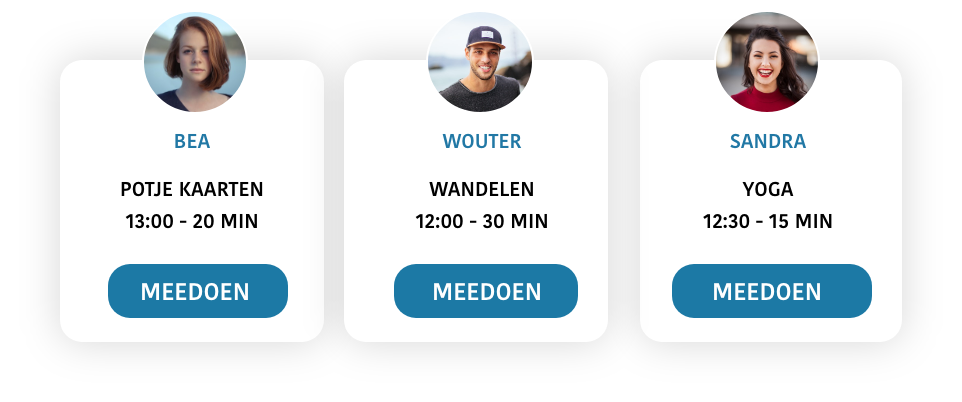 BEA
POTJE KAARTEN
13:00 - 20 MIN
MEEDOEN
WOUTER
WANDELEN
12:00 - 30 MIN
MEEDOEN
SANDRA
YOGA
12:30 - 15 MIN
MEEDOEN